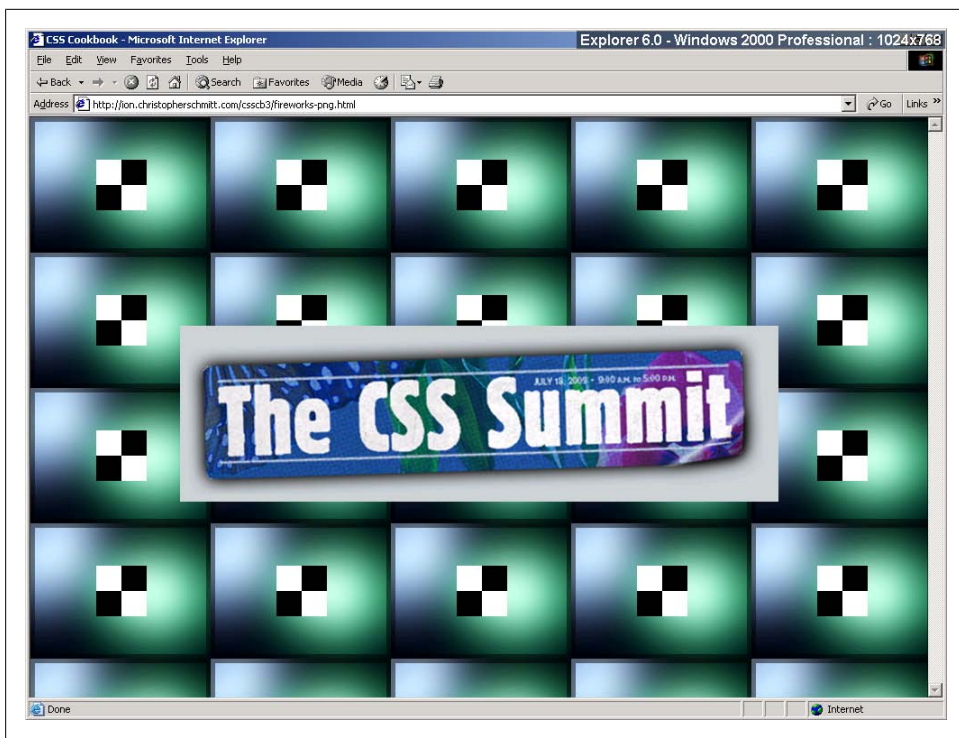 CSS Cookbook - Microsoft Internet Explorer
Explorer 6.0 - Windows 2000 Professional : 1024x768
File Edit View Favorites Tools Help
Back Search Favorites Media
Address http://ion.christopherschmitt.com/csscb3/fireworks-png.html Go Links »
JULY 18, 2009 • 9:00 A.M. TO 5:00 P.M.
The CSS Summit
Done Internet